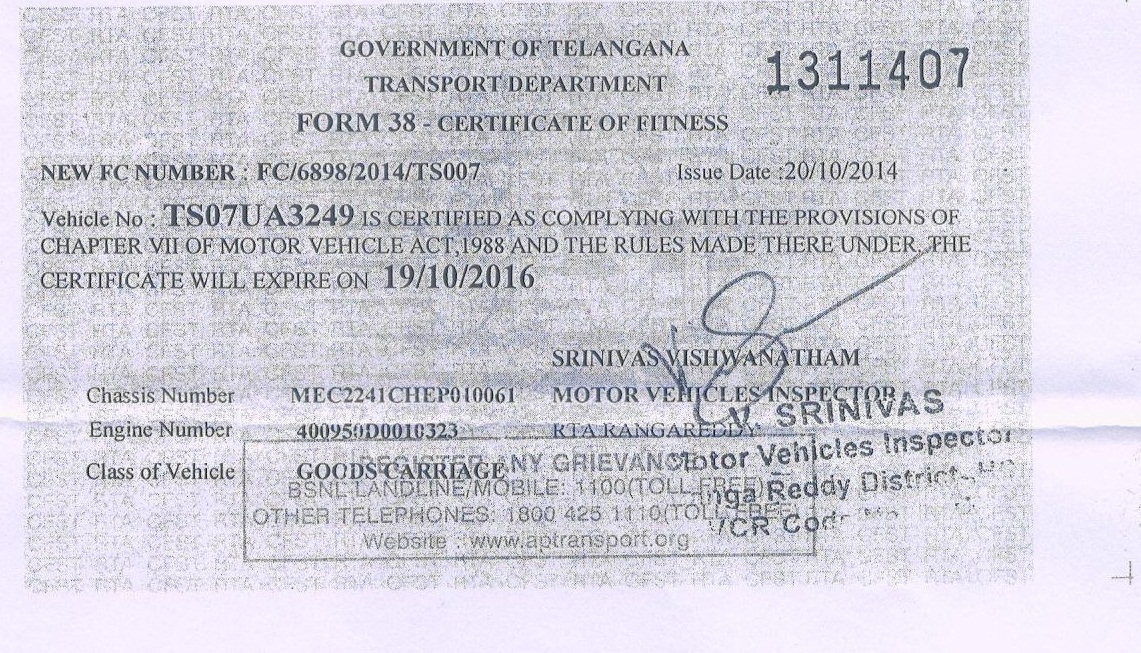 GOVERNMENT OF TELANGANA
TRANSPORT DEPARTMENT
1311407
FORM 38 - CERTIFICATE OF FITNESS
NEW FC NUMBER : FC/6898/2014/TS007 Issue Date :20/10/2014
Vehicle No : TS07UA3249 IS CERTIFIED AS COMPLYING WITH THE PROVISIONS OF
CHAPTER VII OF MOTOR VEHICLE ACT,1988 AND THE RULES MADE THERE UNDER, THE
CERTIFICATE WILL EXPIRE ON 19/10/2016
SRINIVAS VISHWANATHAM
Chassis Number MEC2241CHEP010061 MOTOR VEHICLES INSPECTOR
V. SRINIVAS
Engine Number 400950D0010323 RTA RANGAREDDY
Motor Vehicles Inspector
Class of Vehicle GOODS CARRIAGE
REGISTER ANY GRIEVANCE
BSNL LANDLINE/MOBILE: 1100(TOLL FREE)
nga Reddy District
OTHER TELEPHONES: 1800 425 1110(TOLL FREE)
VCR Code
Website : www.aptransport.org